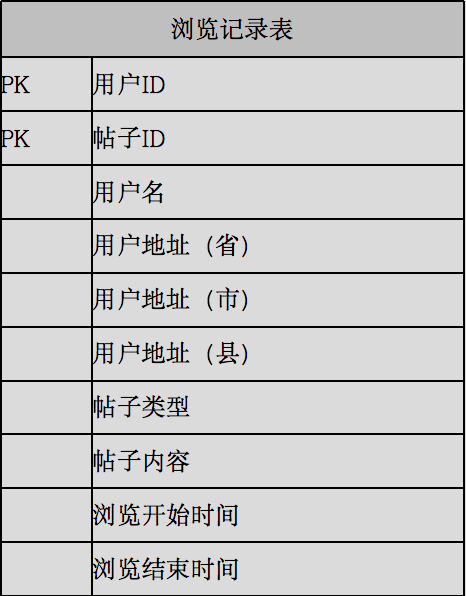 浏览记录表
PK 用户ID
PK 帖子ID
用户名
用户地址（省）
用户地址（市）
用户地址（县）
帖子类型
帖子内容
浏览开始时间
浏览结束时间